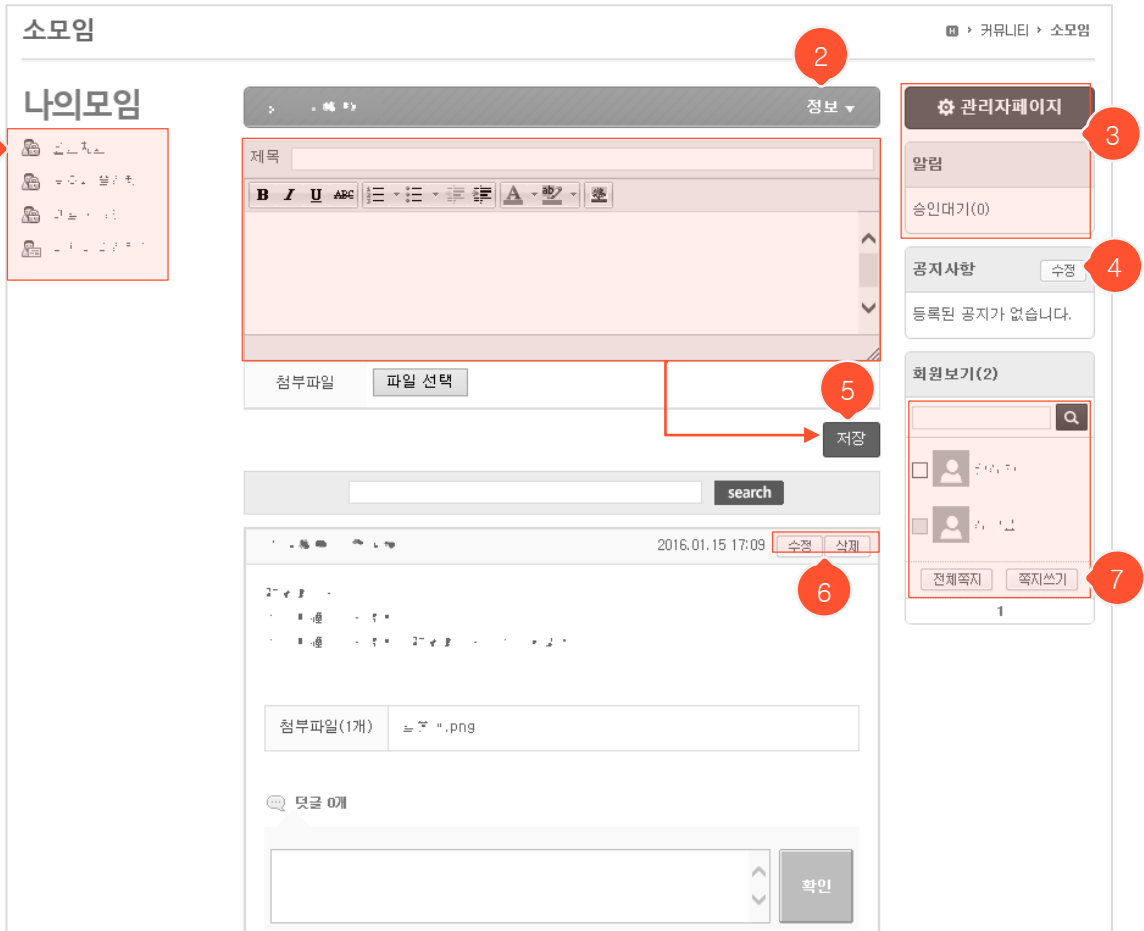 소모임
커뮤니티 > 소모임
2
나의모임
정보 ▼
제목
B I U ABC
첨부파일 파일 선택
5
저장
search
2016.01.15 17:09 수정 삭제
6
첨부파일(1개) .png
덧글 0개
확인
관리자페이지
3
알림
승인대기(0)
공지사항 수정 4
등록된 공지가 없습니다.
회원보기(2)
전체쪽지 쪽지쓰기 7
1